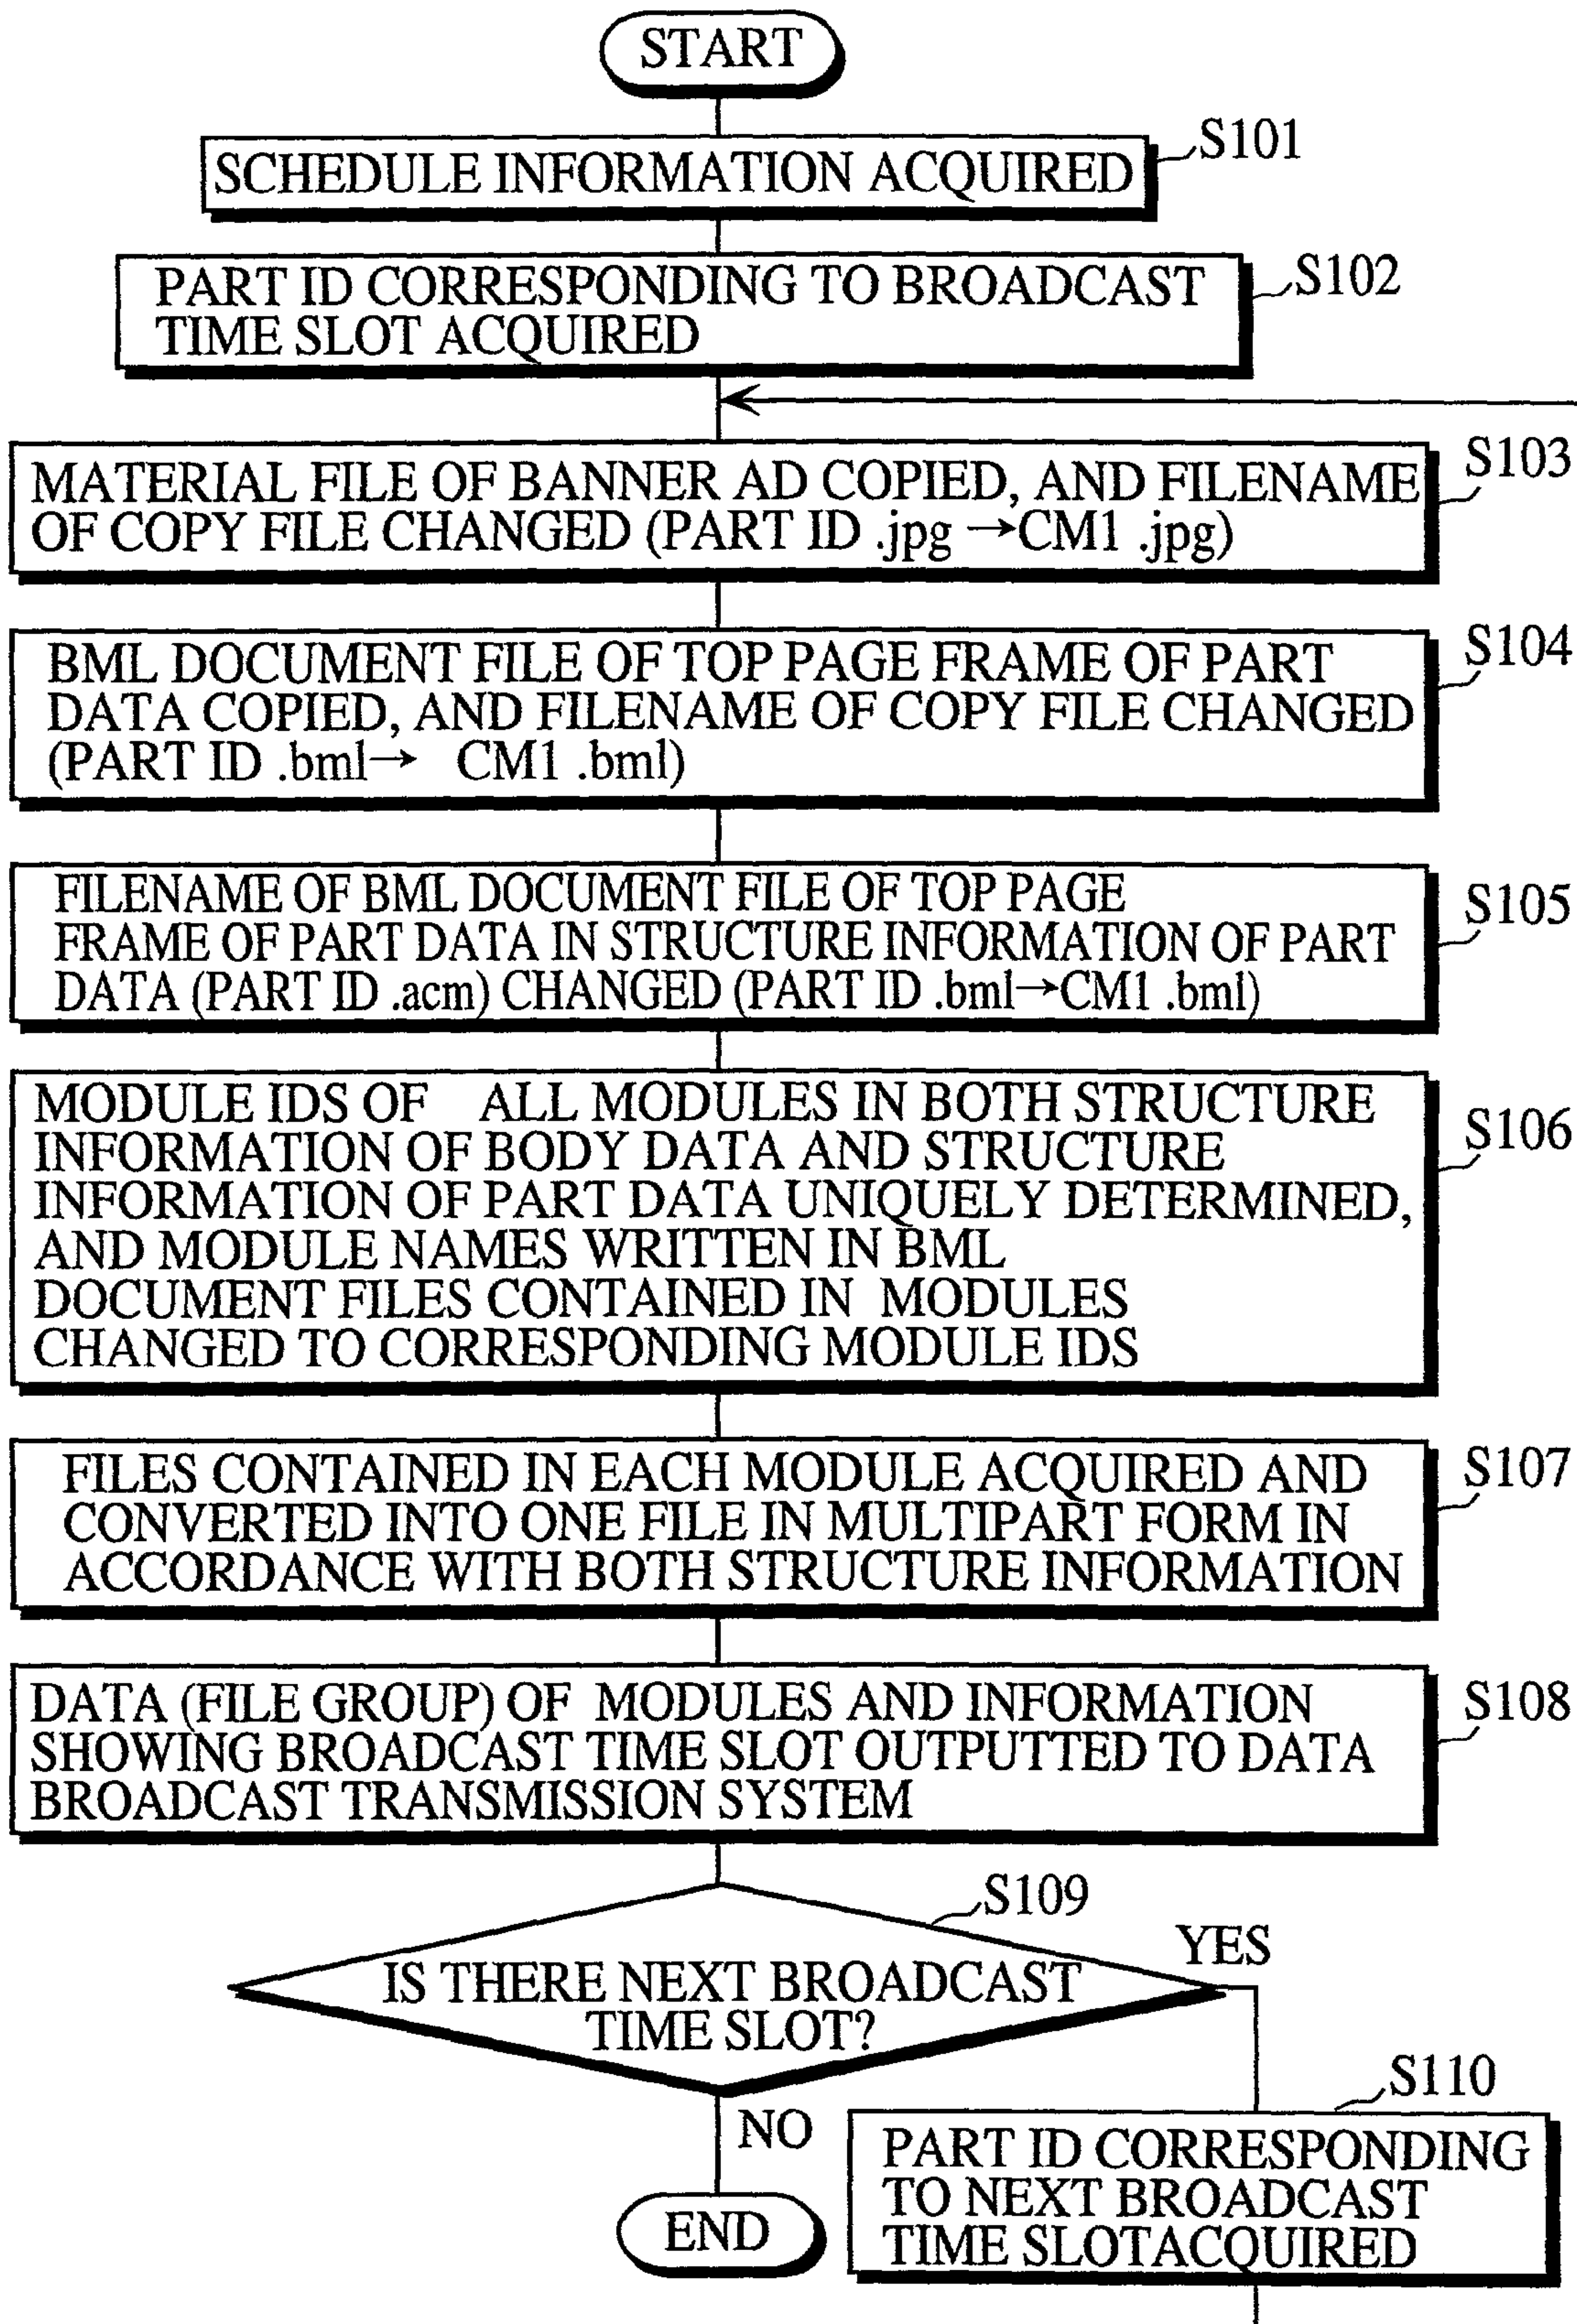 START
S101
SCHEDULE INFORMATION ACQUIRED
S102
PART ID CORRESPONDING TO BROADCAST
TIME SLOT ACQUIRED
S103
MATERIAL FILE OF BANNER AD COPIED, AND FILENAME
OF COPY FILE CHANGED (PART ID .jpg →CM1 .jpg)
S104
BML DOCUMENT FILE OF TOP PAGE FRAME OF PART
DATA COPIED, AND FILENAME OF COPY FILE CHANGED
(PART ID .bml→ CM1 .bml)
S105
FILENAME OF BML DOCUMENT FILE OF TOP PAGE
FRAME OF PART DATA IN STRUCTURE INFORMATION OF PART
DATA (PART ID .acm) CHANGED (PART ID .bml→CM1 .bml)
S106
MODULE IDS OF ALL MODULES IN BOTH STRUCTURE
INFORMATION OF BODY DATA AND STRUCTURE
INFORMATION OF PART DATA UNIQUELY DETERMINED,
AND MODULE NAMES WRITTEN IN BML
DOCUMENT FILES CONTAINED IN MODULES
CHANGED TO CORRESPONDING MODULE IDS
S107
FILES CONTAINED IN EACH MODULE ACQUIRED AND
CONVERTED INTO ONE FILE IN MULTIPART FORM IN
ACCORDANCE WITH BOTH STRUCTURE INFORMATION
S108
DATA (FILE GROUP) OF MODULES AND INFORMATION
SHOWING BROADCAST TIME SLOT OUTPUTTED TO DATA
BROADCAST TRANSMISSION SYSTEM
S109
YES
IS THERE NEXT BROADCAST
TIME SLOT?
S110
NO
PART ID CORRESPONDING
TO NEXT BROADCAST
TIME SLOTACQUIRED
END